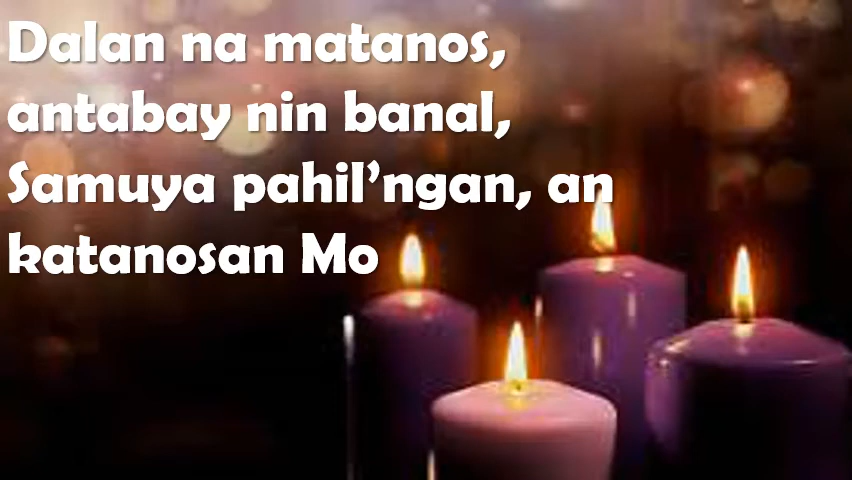 Dalan na matanos,
antabay nin banal,
Samuya pahil’ngan, an
katanosan Mo